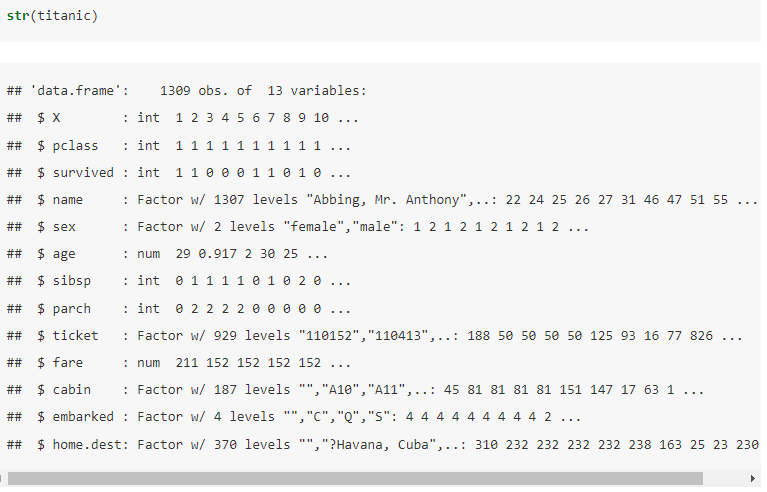 str(titanic)
## 'data.frame':    1309 obs. of  13 variables:
##  $ X        : int  1 2 3 4 5 6 7 8 9 10 ...
##  $ pclass   : int  1 1 1 1 1 1 1 1 1 1 ...
##  $ survived : int  1 1 0 0 0 1 1 0 1 0 ...
##  $ name     : Factor w/ 1307 levels "Abbing, Mr. Anthony",..: 22 24 25 26 27 31 46 47 51 55 ...
##  $ sex      : Factor w/ 2 levels "female","male": 1 2 1 2 1 2 1 2 1 2 ...
##  $ age      : num  29 0.917 2 30 25 ...
##  $ sibsp    : int  0 1 1 1 1 0 1 0 2 0 ...
##  $ parch    : int  0 2 2 2 2 0 0 0 0 0 ...
##  $ ticket   : Factor w/ 929 levels "110152","110413",..: 188 50 50 50 50 125 93 16 77 826 ...
##  $ fare     : num  211 152 152 152 152 ...
##  $ cabin    : Factor w/ 187 levels "","A10","A11",..: 45 81 81 81 81 151 147 17 63 1 ...
##  $ embarked : Factor w/ 4 levels "","C","Q","S": 4 4 4 4 4 4 4 4 4 2 ...
##  $ home.dest: Factor w/ 370 levels "","?Havana, Cuba",..: 310 232 232 232 232 238 163 25 23 230